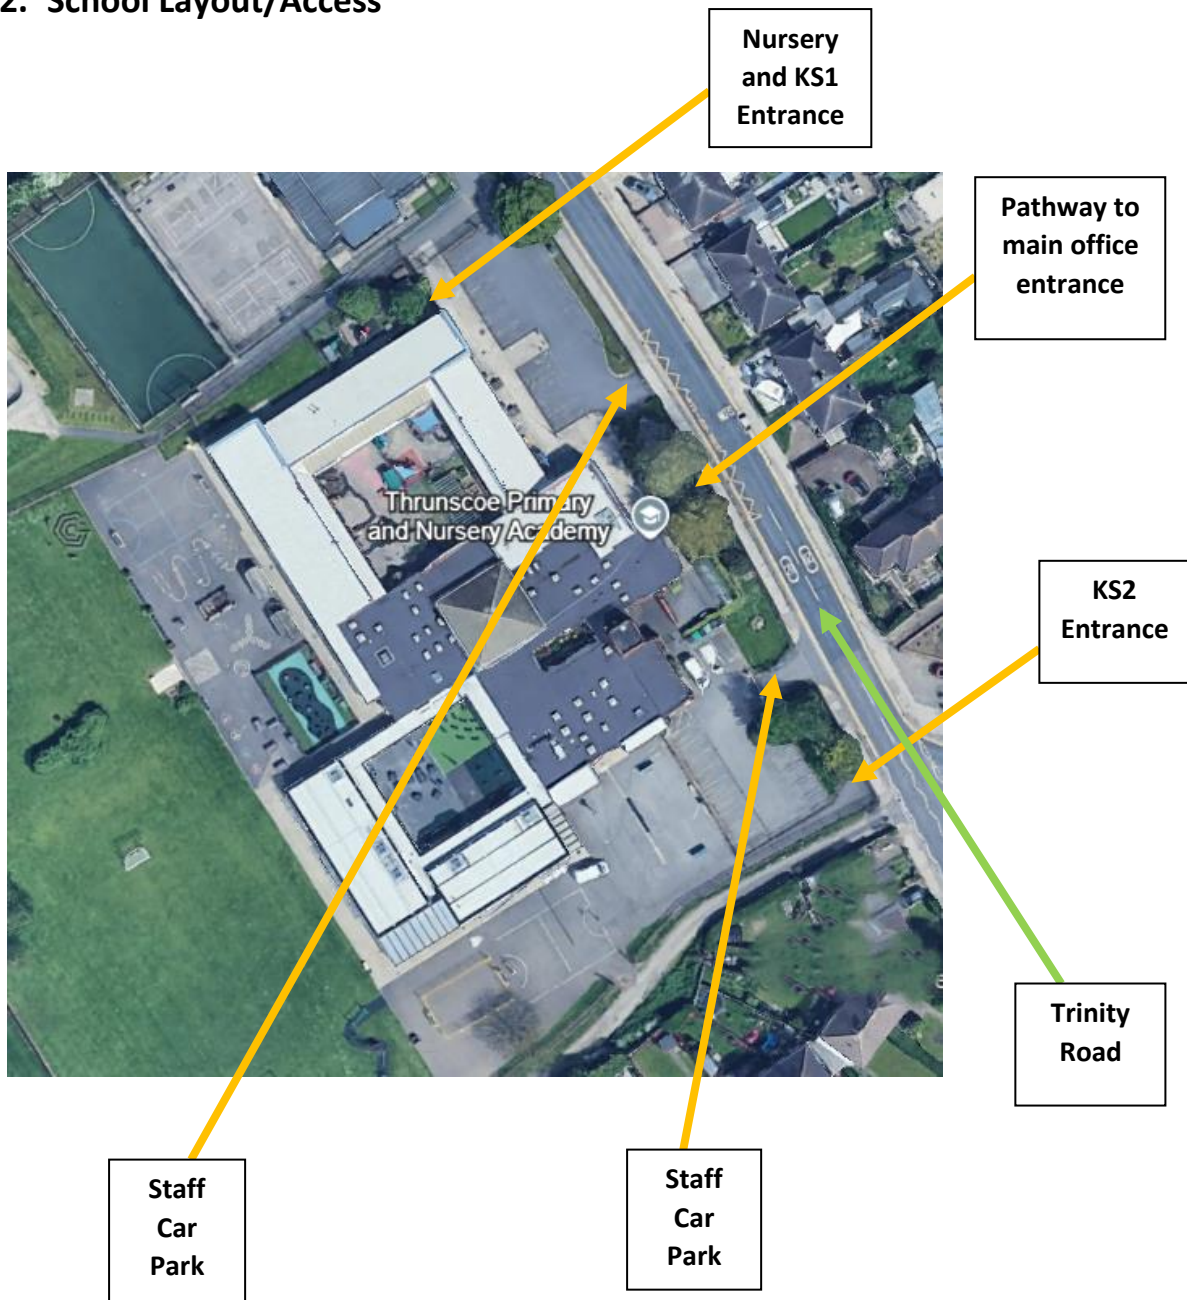 2. School Layout/Access
Nursery
and KS1
Entrance
Pathway to
main office
entrance
Thrunscoe Primary
and Nursery Academy
KS2
Entrance
Trinity
Road
Staff
Car
Park
Staff
Car
Park